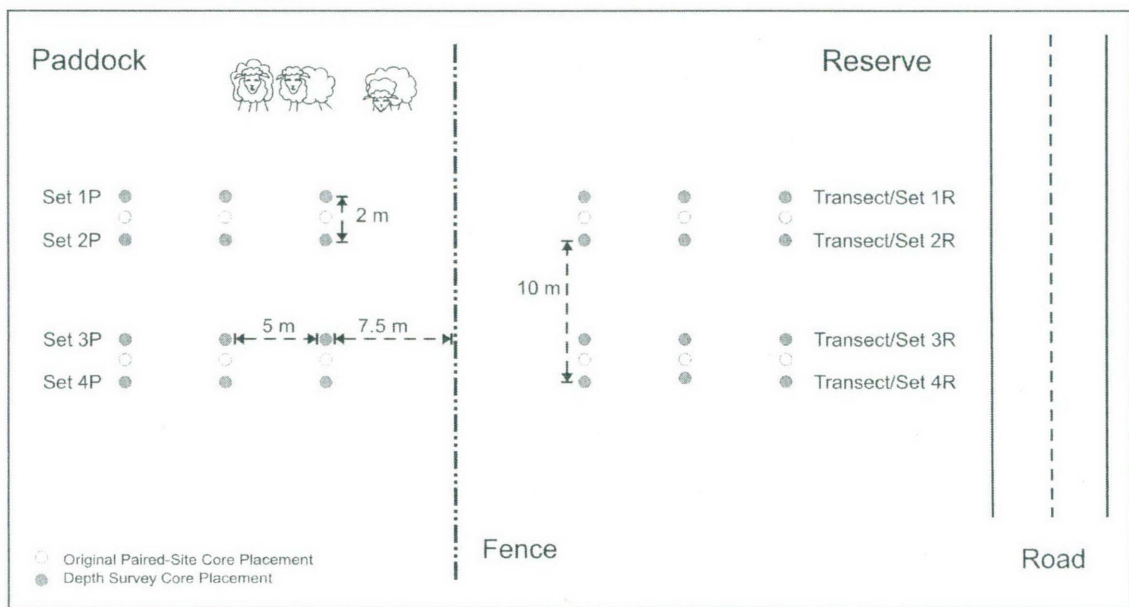 Paddock
Reserve
Set 1P
2 m
Transect/Set 1R
Set 2P
Transect/Set 2R
10 m
Set 3P
5 m
7.5 m
Transect/Set 3R
Set 4P
Transect/Set 4R
Original Paired-Site Core Placement
Depth Survey Core Placement
Fence
Road